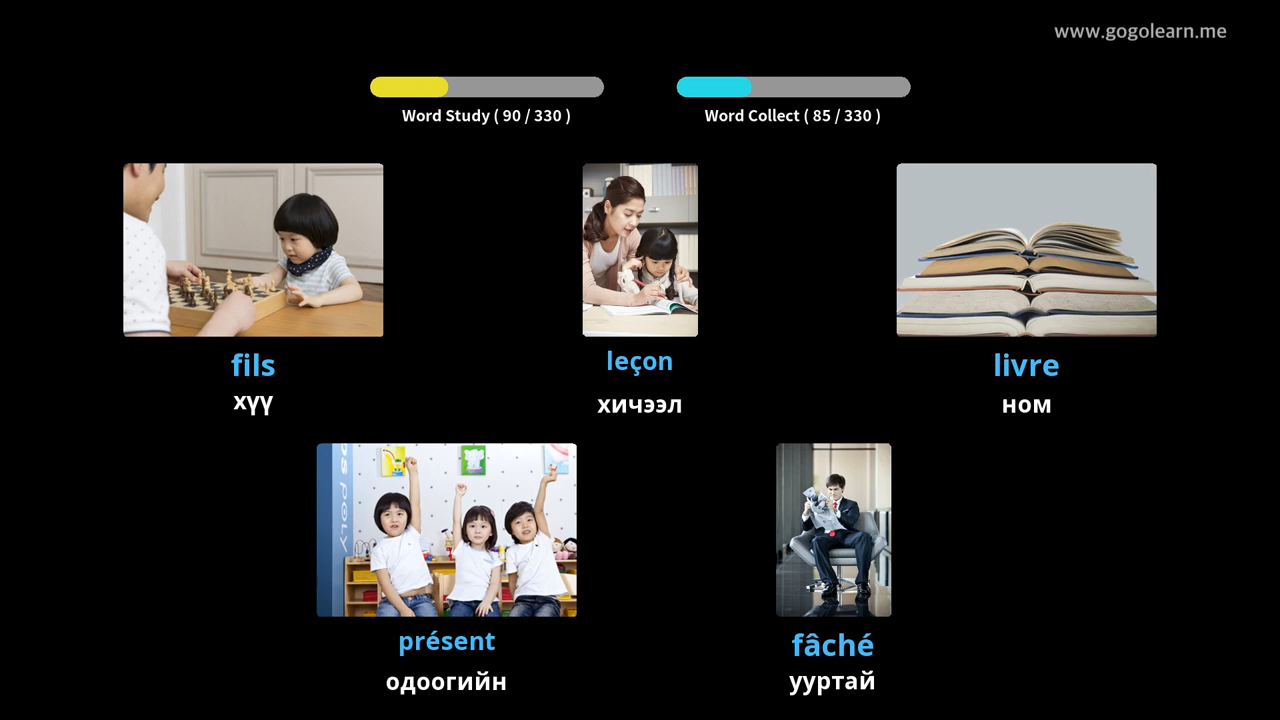 www.gogolearn.me
Word Study ( 90 / 330 )
Word Collect ( 85 / 330 )
fils
хүү
leçon
хичээл
livre
ном
présent
одоогийн
fâché
ууртай